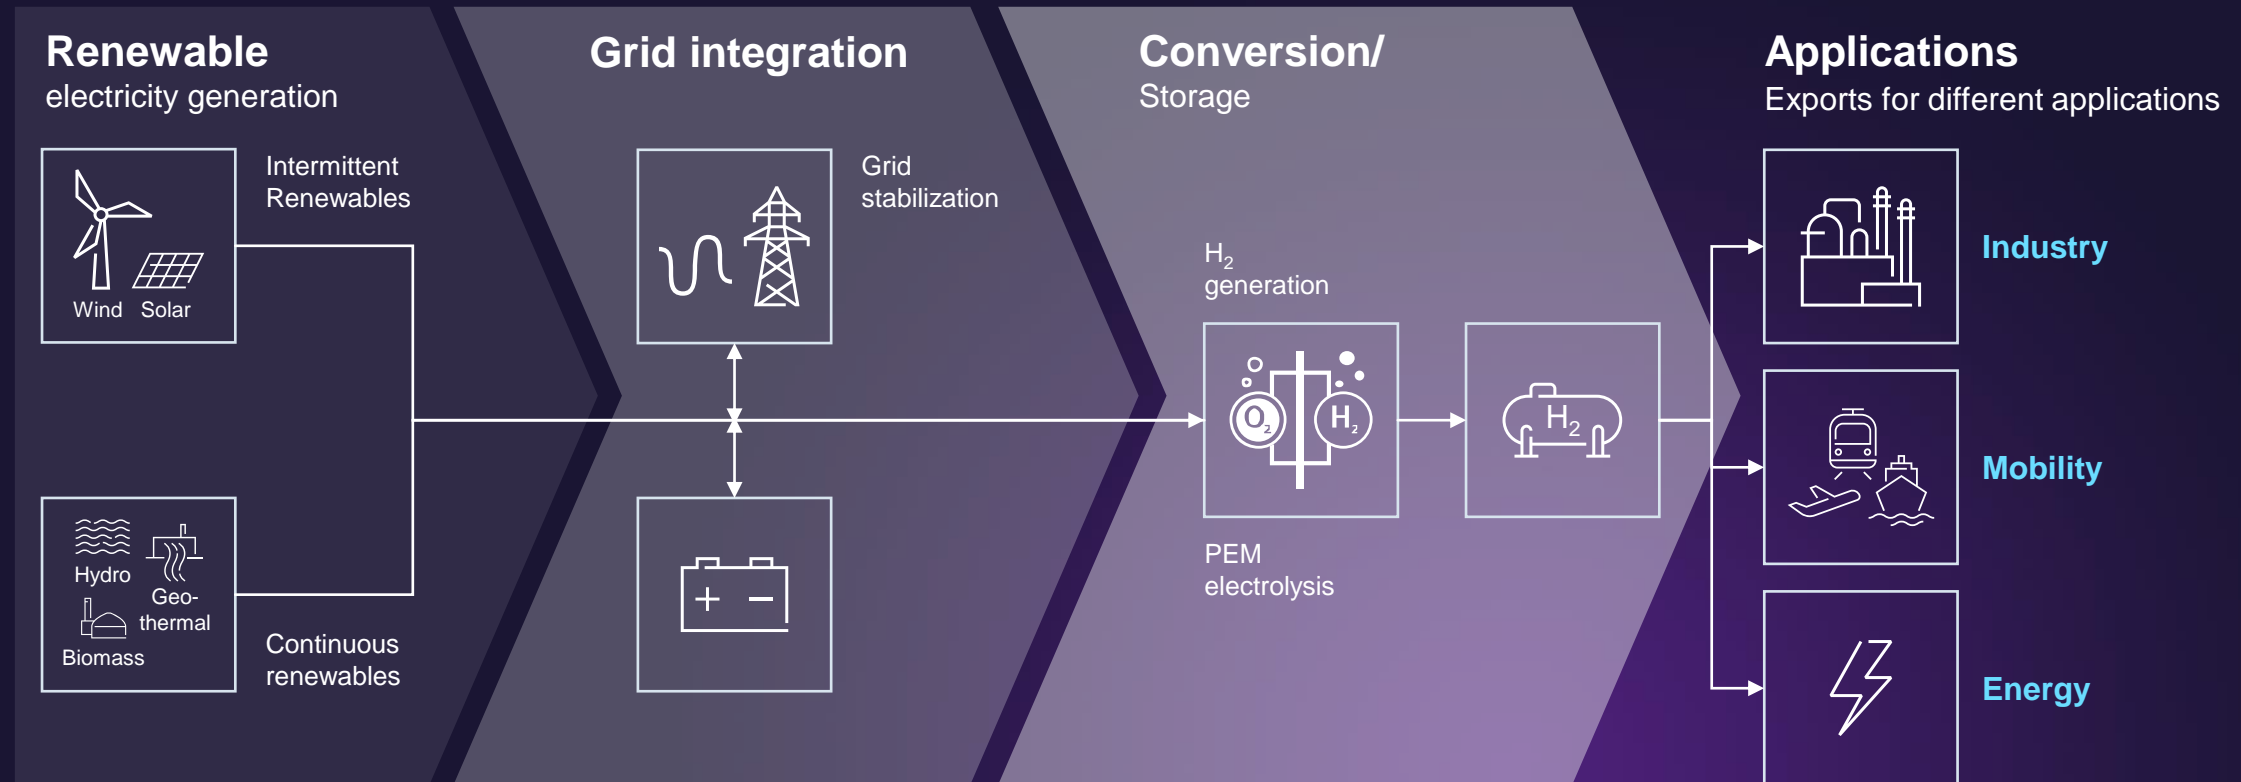 Renewable
electricity generation
Intermittent
Renewables
Wind Solar
Hydro
Geo-
thermal
Biomass
Continuous
renewables
Grid integration
Grid
stabilization
+ −
Conversion/
Storage
H₂
generation
O₂ H₂
PEM
electrolysis
H₂
Applications
Exports for different applications
Industry
Mobility
Energy